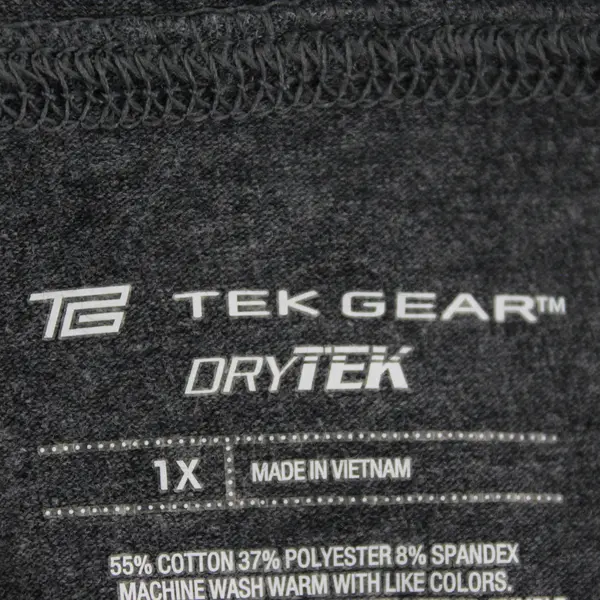 TG TEK GEAR™
DRYTEK
1X MADE IN VIETNAM
55% COTTON 37% POLYESTER 8% SPANDEX
MACHINE WASH WARM WITH LIKE COLORS.